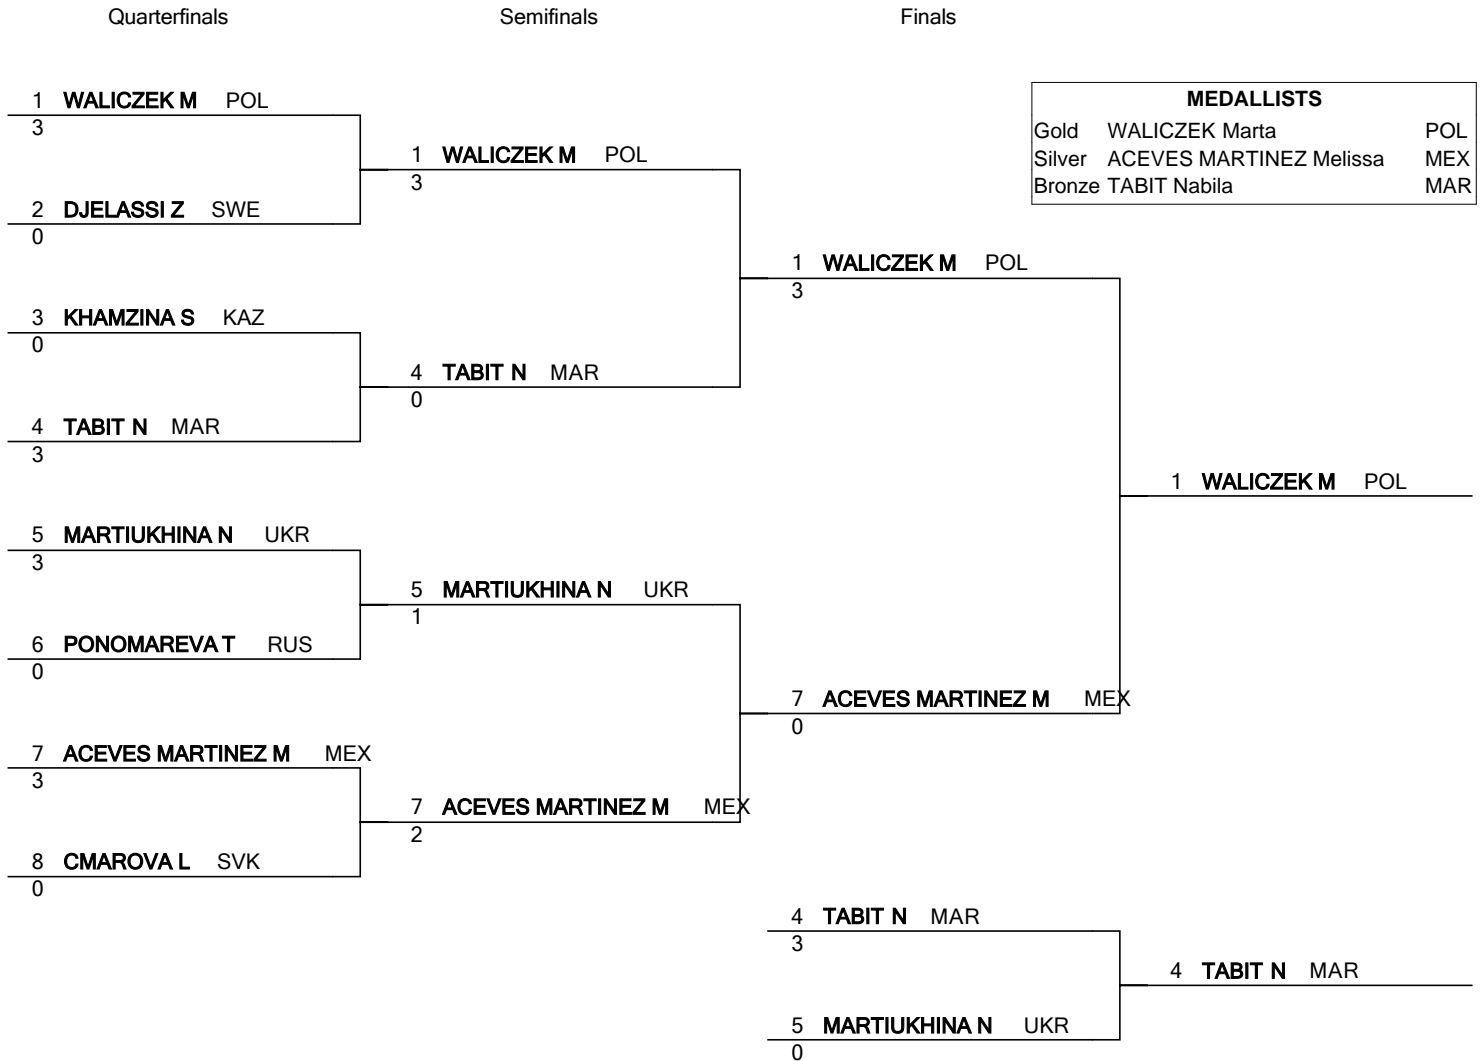 Quarterfinals Semifinals Finals
MEDALLISTS
Gold WALICZEK Marta POL
Silver ACEVES MARTINEZ Melissa MEX
Bronze TABIT Nabila MAR
1 WALICZEK M POL
3
2 DJELASSI Z SWE
0
3 KHAMZINA S KAZ
0
4 TABIT N MAR
3
5 MARTIUKHINA N UKR
3
6 PONOMAREVA T RUS
0
7 ACEVES MARTINEZ M MEX
3
8 CMAROVA L SVK
0
1 WALICZEK M POL
3
4 TABIT N MAR
0
5 MARTIUKHINA N UKR
1
7 ACEVES MARTINEZ M MEX
2
1 WALICZEK M POL
3
7 ACEVES MARTINEZ M MEX
0
1 WALICZEK M POL
4 TABIT N MAR
3
5 MARTIUKHINA N UKR
0
4 TABIT N MAR